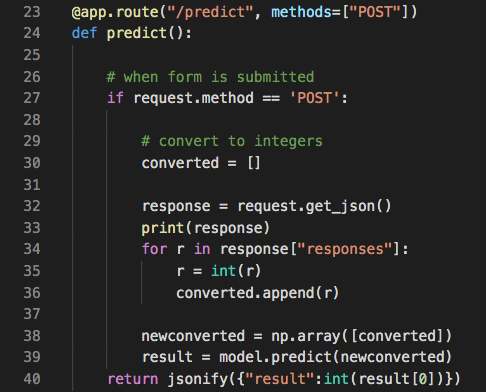 23 @app.route("/predict", methods=["POST"])
24 def predict():
25
26     # when form is submitted
27     if request.method == 'POST':
28
29         # convert to integers
30         converted = []
31
32         response = request.get_json()
33         print(response)
34         for r in response["responses"]:
35             r = int(r)
36             converted.append(r)
37
38         newconverted = np.array([converted])
39         result = model.predict(newconverted)
40     return jsonify({"result":int(result[0])})